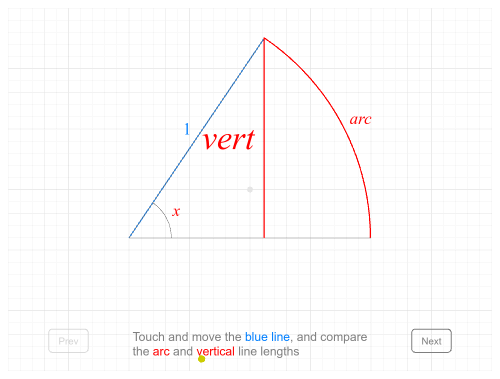 1
vert
arc
x
Prev
Touch and move the blue line, and compare
the arc and vertical line lengths
Next